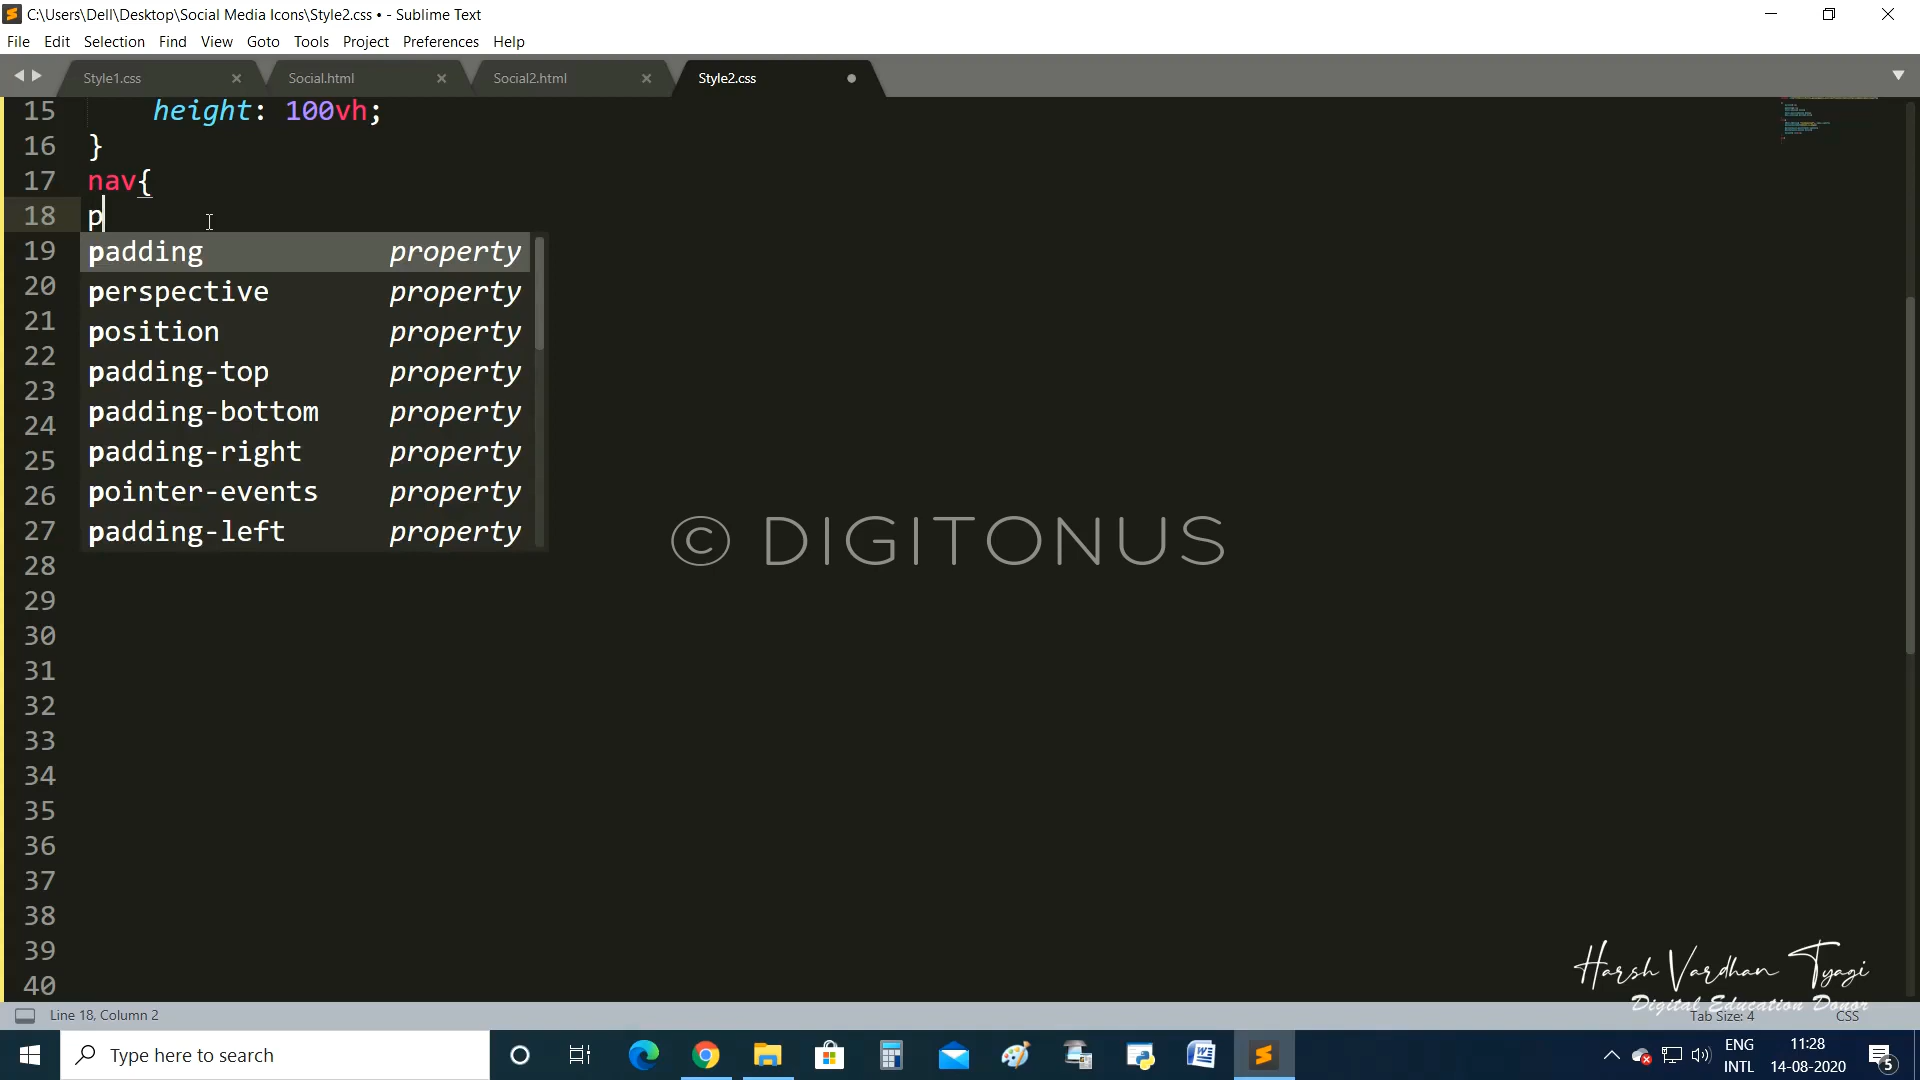 C:\Users\Dell\Desktop\Social Media Icons\Style2.css • - Sublime Text
File Edit Selection Find View Goto Tools Project Preferences Help
Style1.css × Social.html × Social2.html × Style2.css
15 height: 100vh;
16 }
17 nav{
18 p
19 padding property
20 perspective property
21 position property
22 padding-top property
23
24 padding-bottom property
25 padding-right property
26 pointer-events property
27 padding-left property
© DIGITONUS
28
29
30
31
32
33
34
35
36
37
38
39
40
Harsh Vardhan Tyagi
Digital Education Donor
Line 18, Column 2 Tab Size: 4 CSS
Type here to search
ENG
INTL
11:28
14-08-2020
5